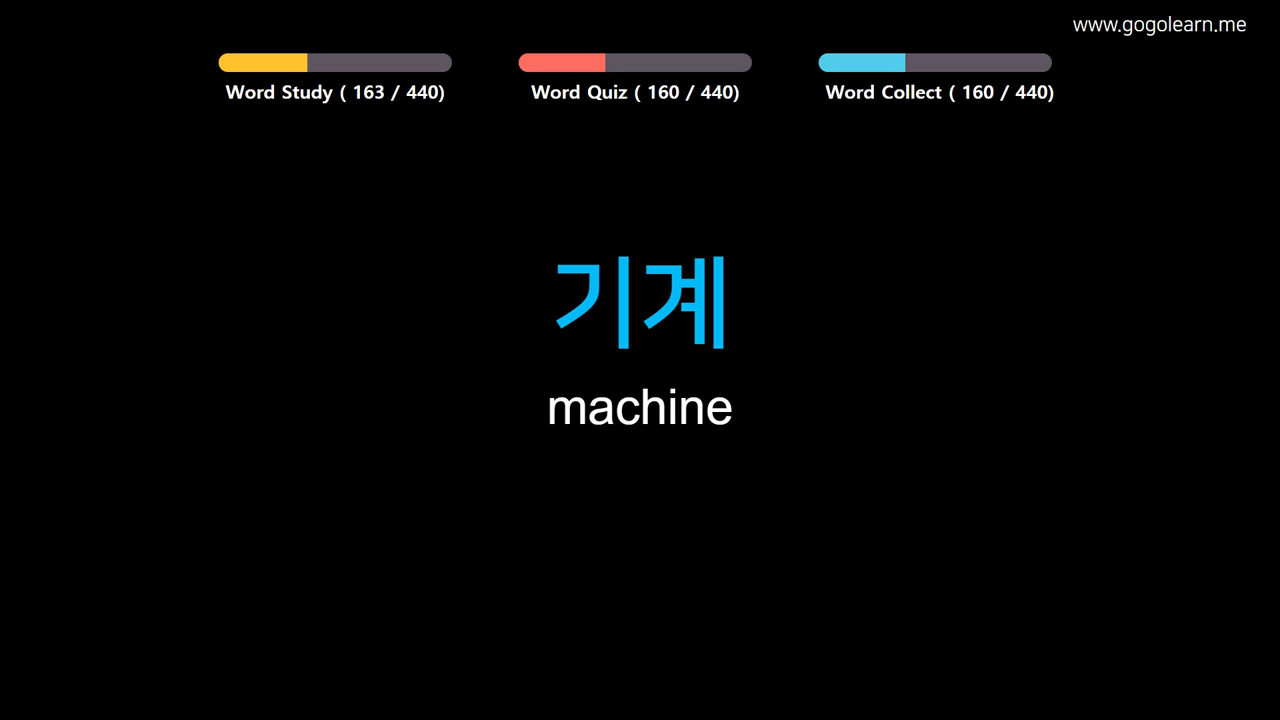 www.gogolearn.me
Word Study ( 163 / 440)
Word Quiz ( 160 / 440)
Word Collect ( 160 / 440)
기계
machine